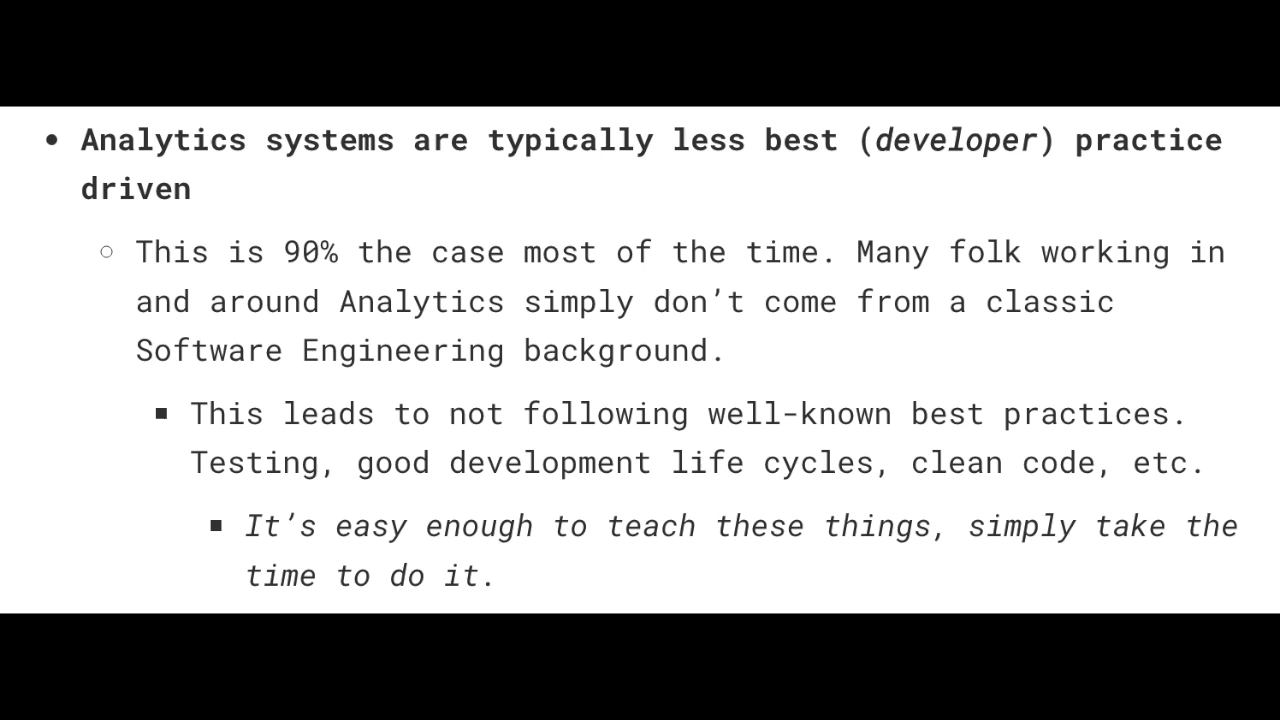 • Analytics systems are typically less best (developer) practice
driven
○ This is 90% the case most of the time. Many folk working in
and around Analytics simply don’t come from a classic
Software Engineering background.
▪ This leads to not following well-known best practices.
Testing, good development life cycles, clean code, etc.
▪ It’s easy enough to teach these things, simply take the
time to do it.